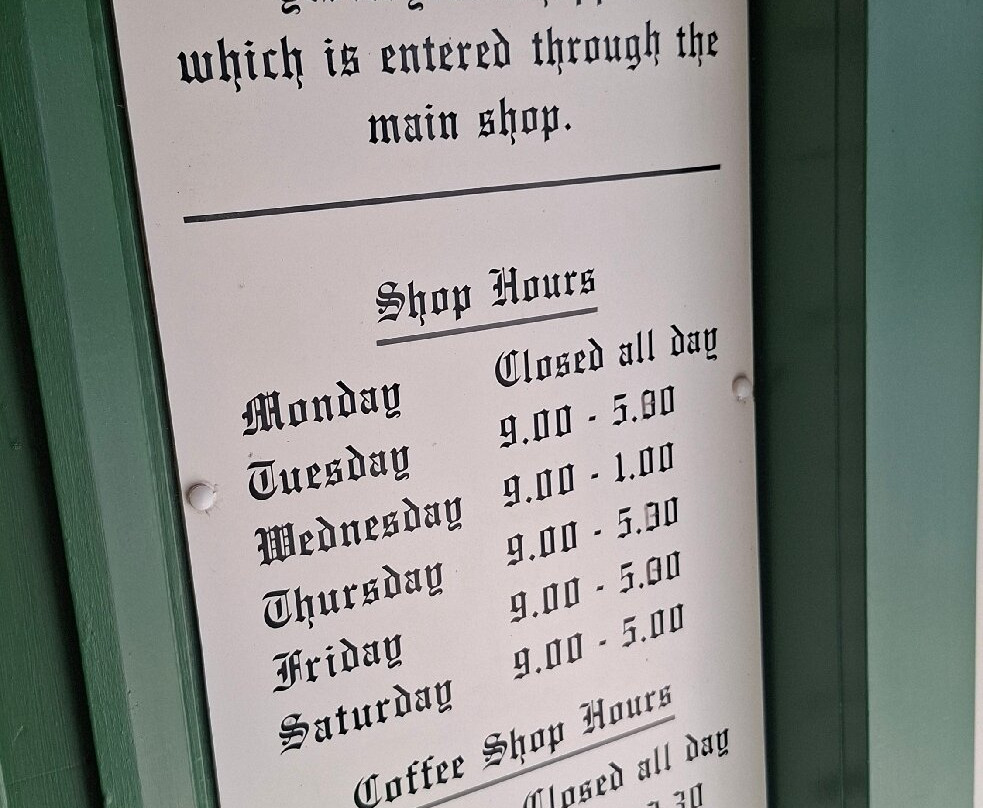 which is entered through the
main shop.
Shop Hours
Monday Closed all day
Tuesday 9.00 - 5.00
Wednesday 9.00 - 1.00
Thursday 9.00 - 5.00
Friday 9.00 - 5.00
Saturday 9.00 - 5.00
Coffee Shop Hours
Closed all day